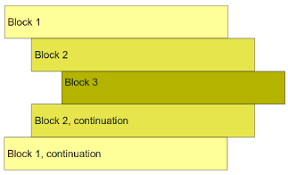 Block 1
Block 2
Block 3
Block 2, continuation
Block 1, continuation